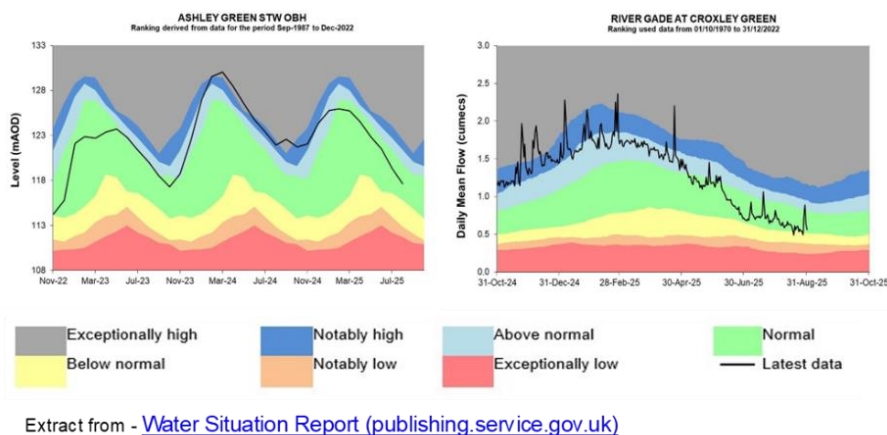 ASHLEY GREEN STW OBH
Ranking derived from data for the period Sep-1987 to Dec-2022
Level (mAOD)
133
128
123
118
113
108
Nov-22 Mar-23 Jul-23 Nov-23 Mar-24 Jul-24 Nov-24 Mar-25 Jul-25
RIVER GADE AT CROXLEY GREEN
Ranking used data from 01/10/1970 to 31/12/2022
Daily Mean Flow (cumecs)
3.0
2.5
2.0
1.5
1.0
0.5
0.0
31-Oct-24 31-Dec-24 28-Feb-25 30-Apr-25 30-Jun-25 31-Aug-25 31-Oct-25
Exceptionally high Notably high Above normal Normal
Below normal Notably low Exceptionally low Latest data
Extract from - Water Situation Report (publishing.service.gov.uk)